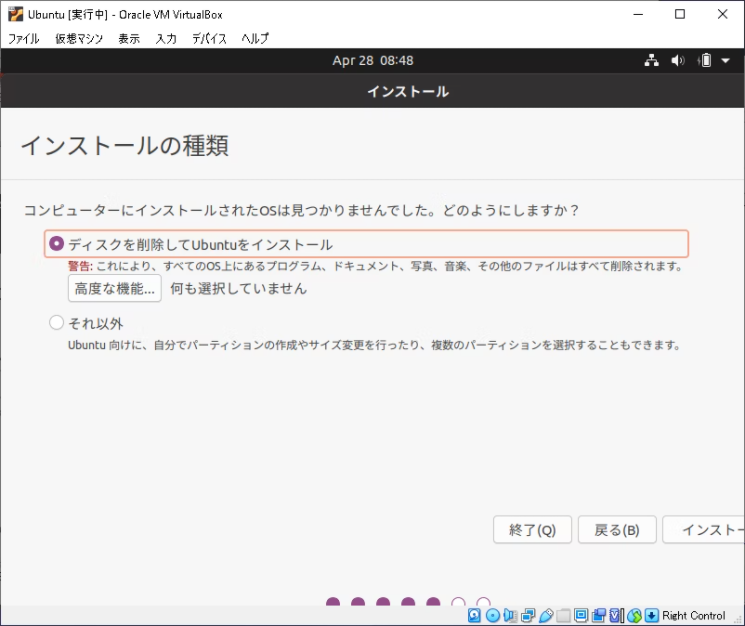 Ubuntu [実行中] - Oracle VM VirtualBox
ファイル 仮想マシン 表示 入力 デバイス ヘルプ
Apr 28 08:48
インストール
インストールの種類
コンピューターにインストールされたOSは見つかりませんでした。どのようにしますか？
ディスクを削除してUbuntuをインストール
警告: これにより、すべてのOS上にあるプログラム、ドキュメント、写真、音楽、その他のファイルはすべて削除されます。
高度な機能... 何も選択していません
それ以外
Ubuntu 向けに、自分でパーティションの作成やサイズ変更を行ったり、複数のパーティションを選択することもできます。
終了(Q) 戻る(B) インストー
Right Control